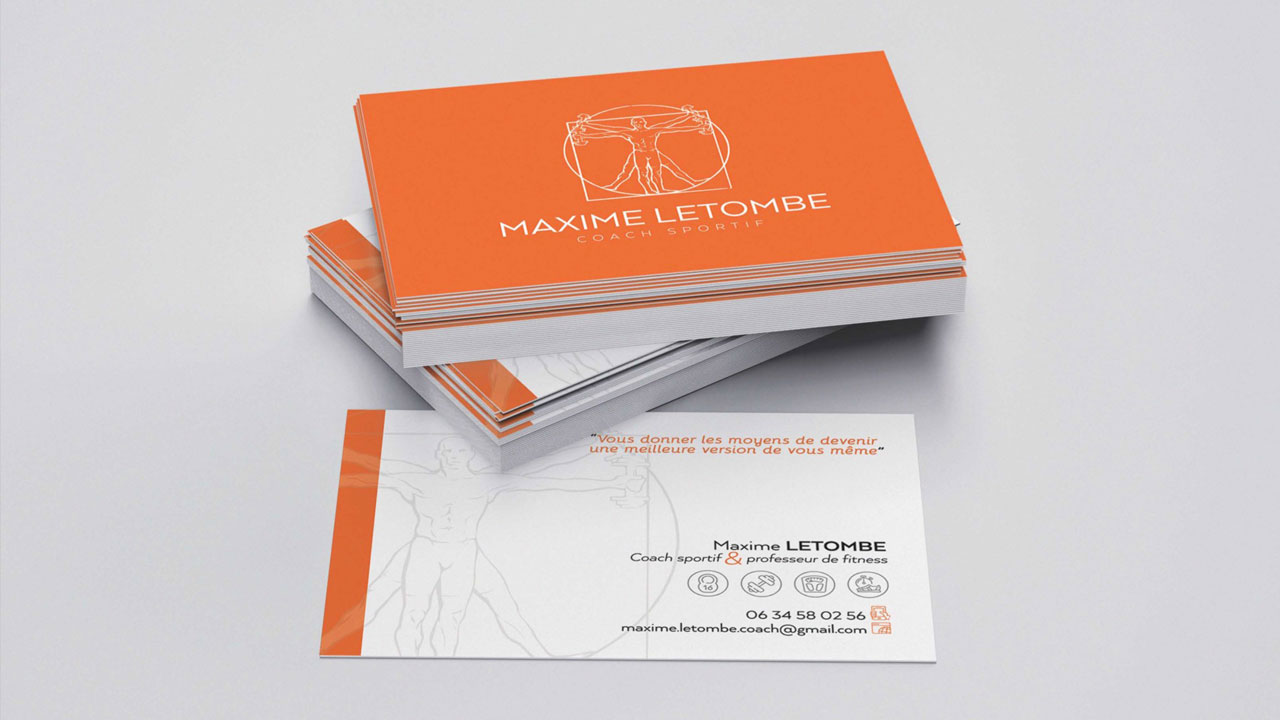 MAXIME LETOMBE
COACH SPORTIF
"Vous donner les moyens de devenir
une meilleure version de vous même"
Maxime LETOMBE
Coach sportif & professeur de fitness
16
06 34 58 02 56
maxime.letombe.coach@gmail.com